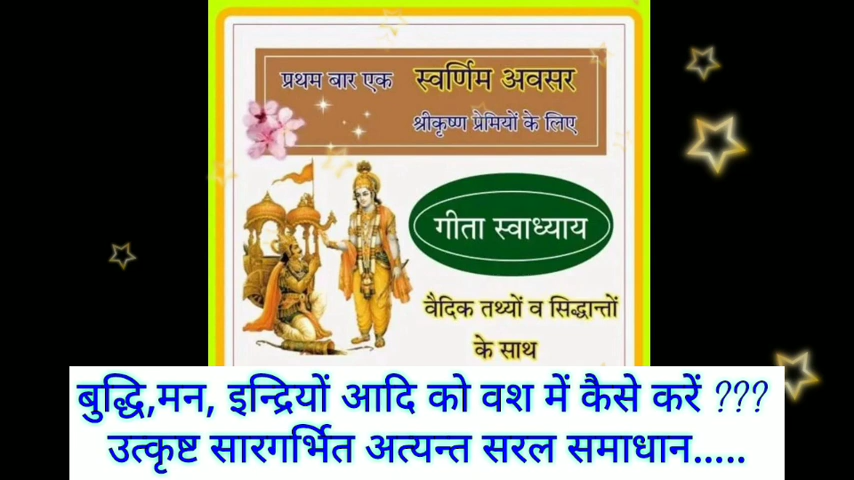 प्रथम बार एक स्वर्णिम अवसर
श्रीकृष्ण प्रेमियों के लिए
गीता स्वाध्याय
वैदिक तथ्यों व सिद्धान्तों
के साथ
बुद्धि,मन, इन्द्रियों आदि को वश में कैसे करें ???
उत्कृष्ट सारगर्भित अत्यन्त सरल समाधान.....